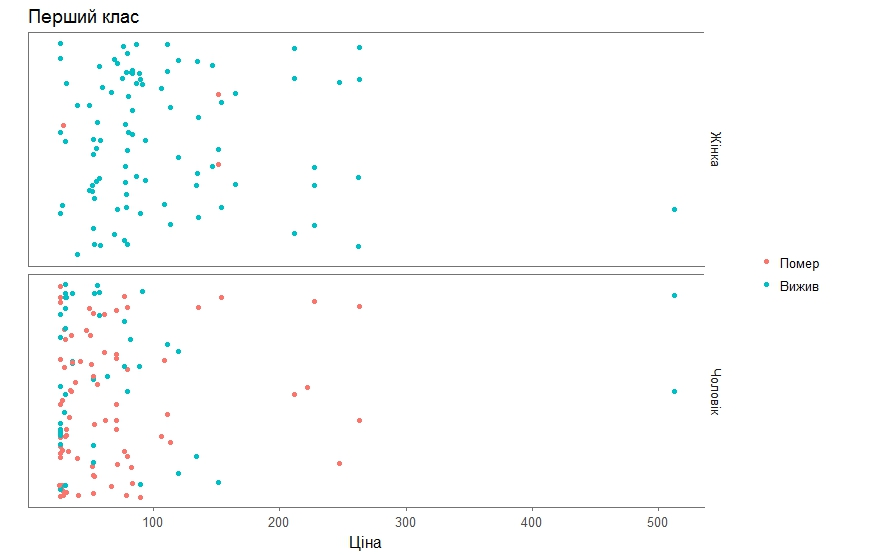 Перший клас
Жінка
Помер
Вижив
Чоловік
100 200 300 400 500
Ціна